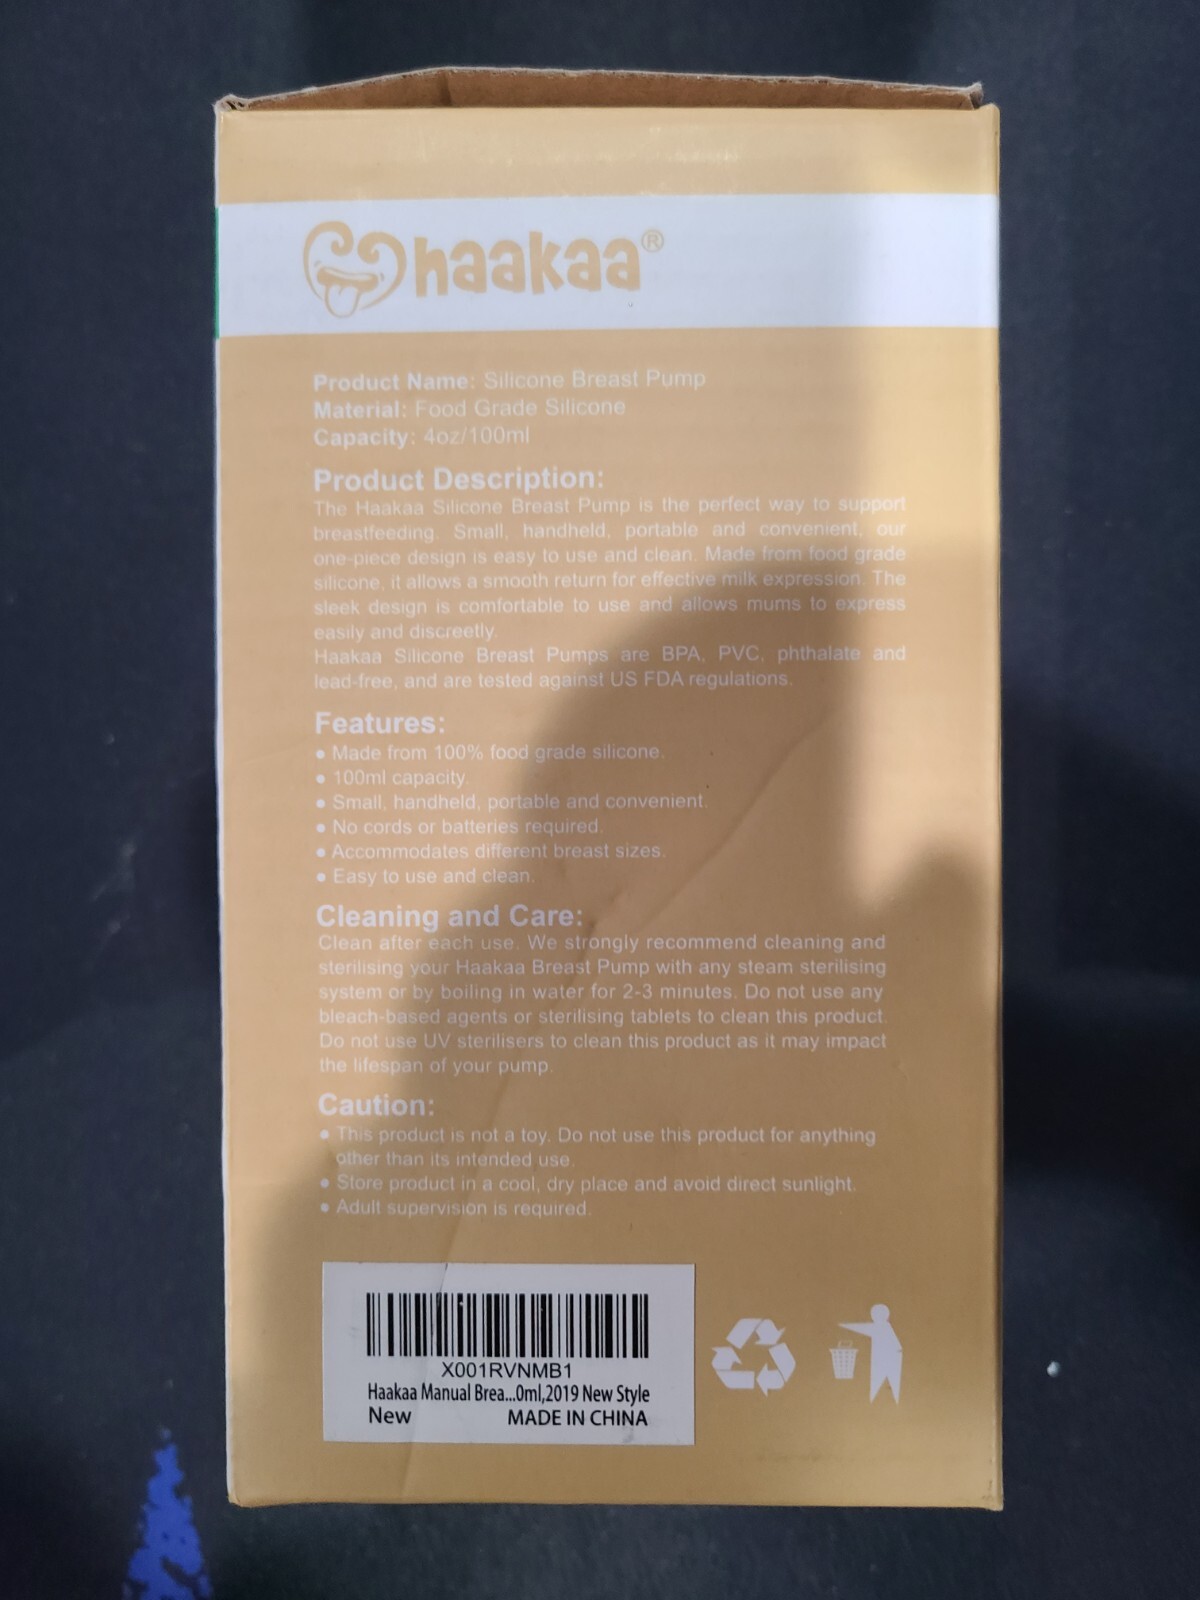 haakaa®
Product Name: Silicone Breast Pump
Material: Food Grade Silicone
Capacity: 4oz/100ml
Product Description:
The Haakaa Silicone Breast Pump is the perfect way to support
breastfeeding. Small, handheld, portable and convenient, our
one-piece design is easy to use and clean. Made from food grade
silicone, it allows a smooth return for effective milk expression. The
sleek design is comfortable to use and allows mums to express
easily and discreetly.
Haakaa Silicone Breast Pumps are BPA, PVC, phthalate and
lead-free, and are tested against US FDA regulations.
Features:
● Made from 100% food grade silicone.
● 100ml capacity.
● Small, handheld, portable and convenient.
● No cords or batteries required.
● Accommodates different breast sizes.
● Easy to use and clean.
Cleaning and Care:
Clean after each use. We strongly recommend cleaning and
sterilising your Haakaa Breast Pump with any steam sterilising
system or by boiling in water for 2-3 minutes. Do not use any
bleach-based agents or sterilising tablets to clean this product.
Do not use UV sterilisers to clean this product as it may impact
the lifespan of your pump.
Caution:
● This product is not a toy. Do not use this product for anything
other than its intended use.
● Store product in a cool, dry place and avoid direct sunlight.
● Adult supervision is required.
X001RVNMB1
Haakaa Manual Brea...0ml,2019 New Style
New MADE IN CHINA